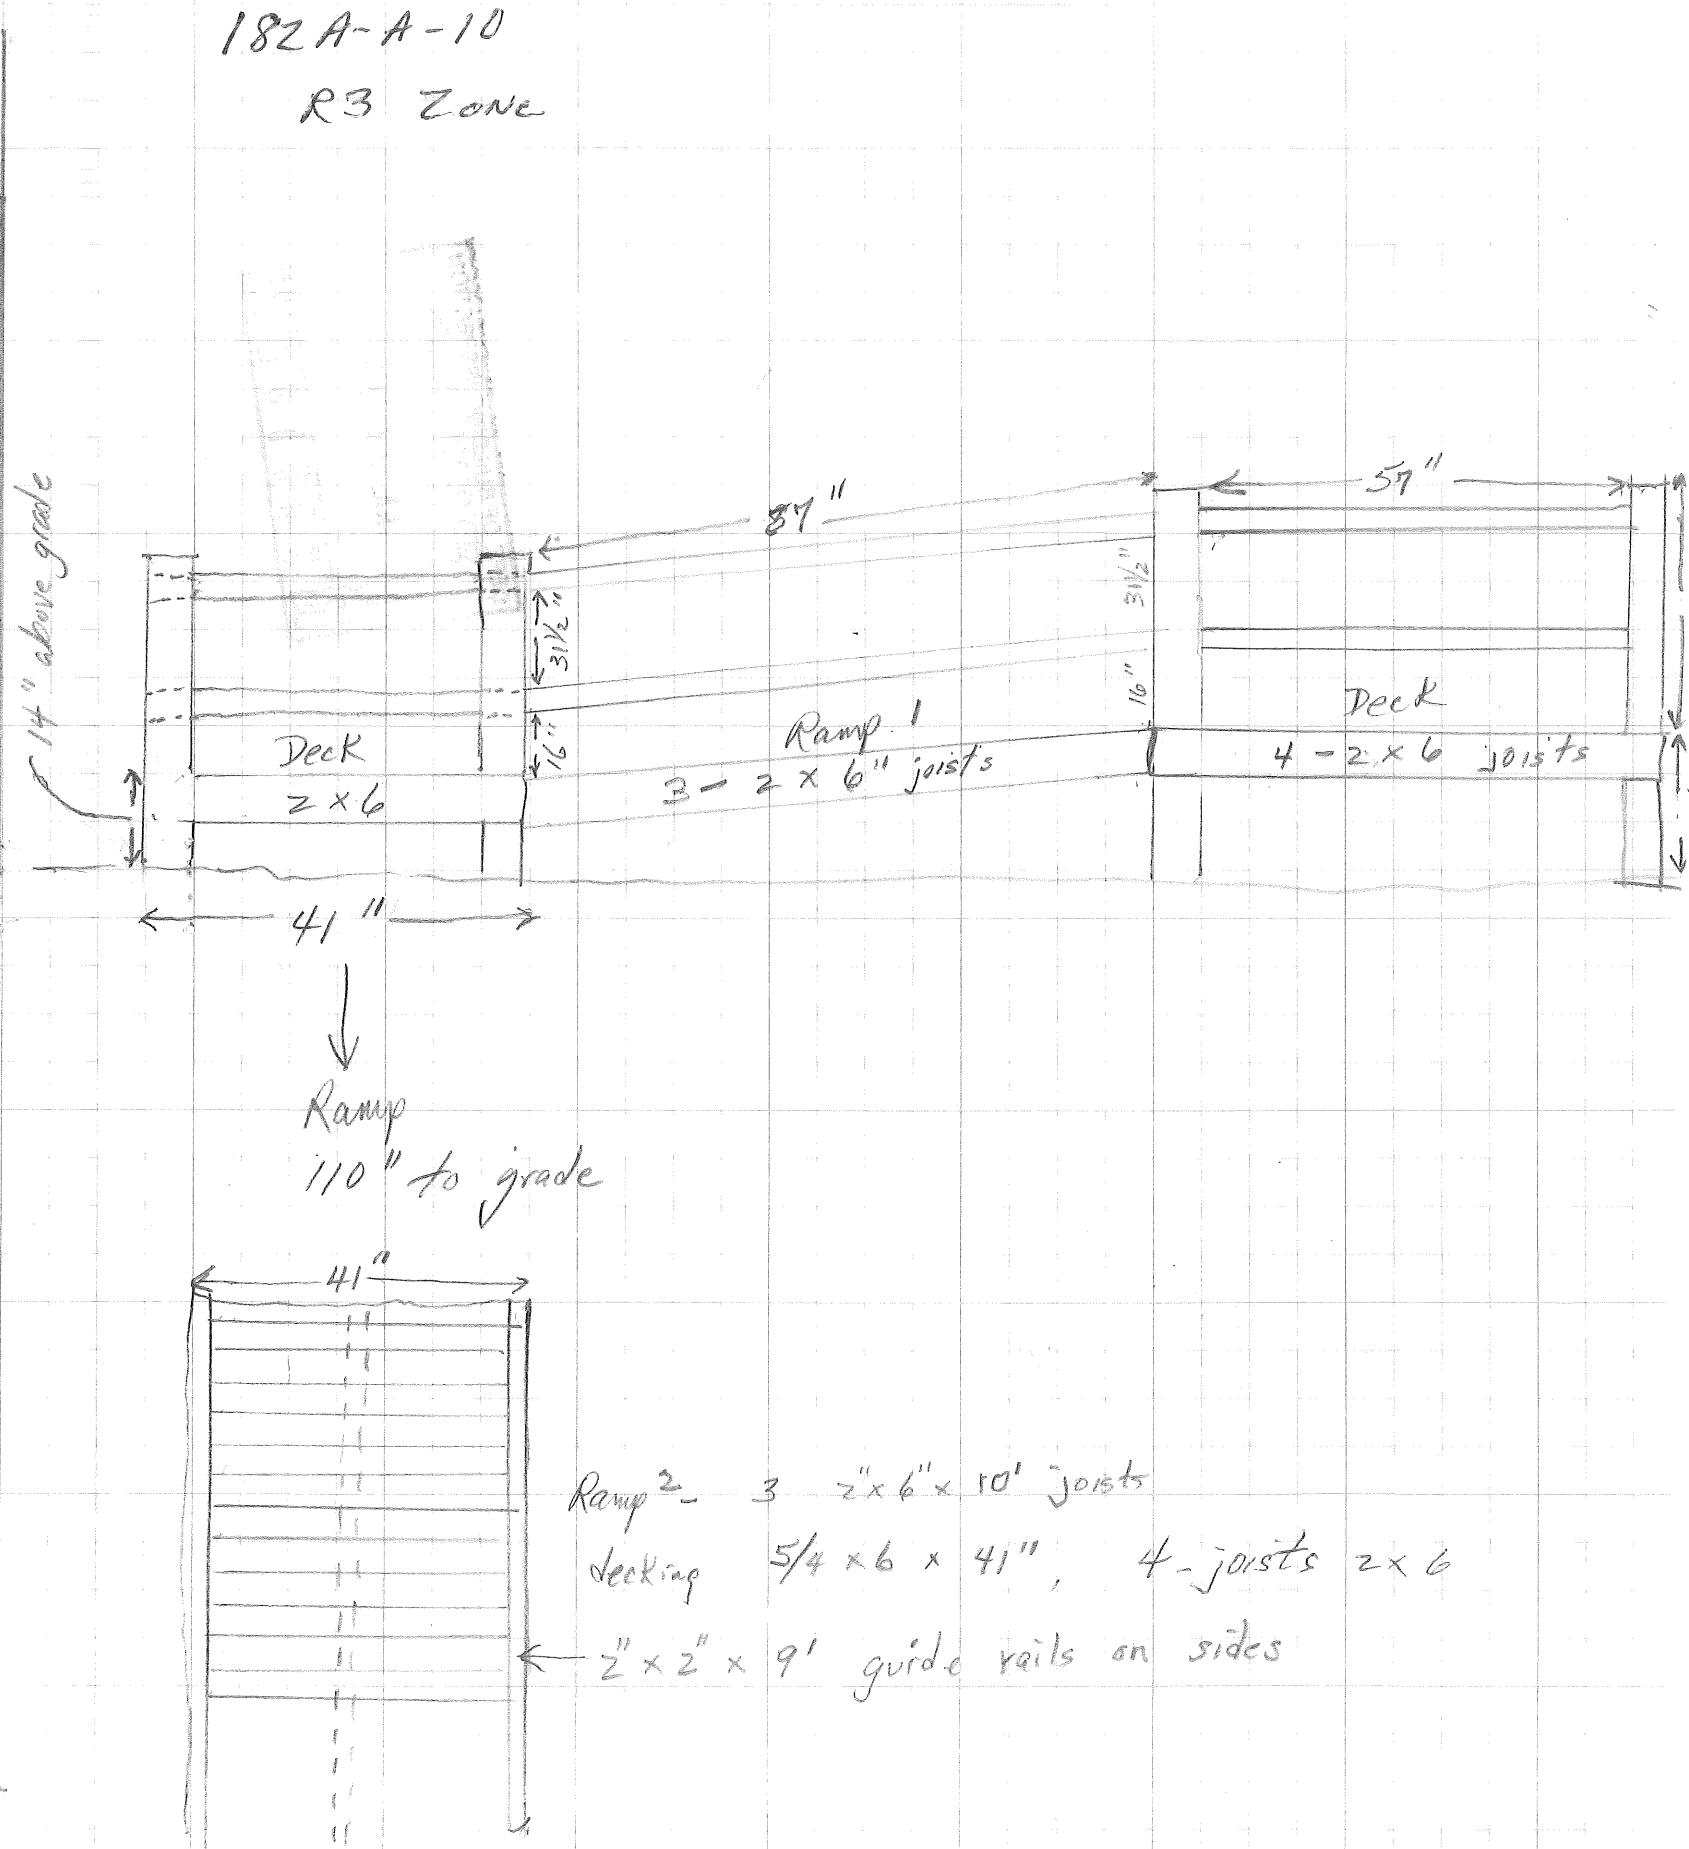 182A-A-10
R3 ZONE
14" above grade
87"
57"
31½"
31½"
16"
16"
Deck
2 x 6
Ramp 1
3 - 2 x 6" joists
Deck
4 - 2 x 6 joists
41"
Ramp
110" to grade
41"
Ramp 2 - 3 2" x 6" x 10' joists
decking 5/4 x 6 x 41", 4 - joists 2 x 6
2" x 2" x 9' guide rails on sides